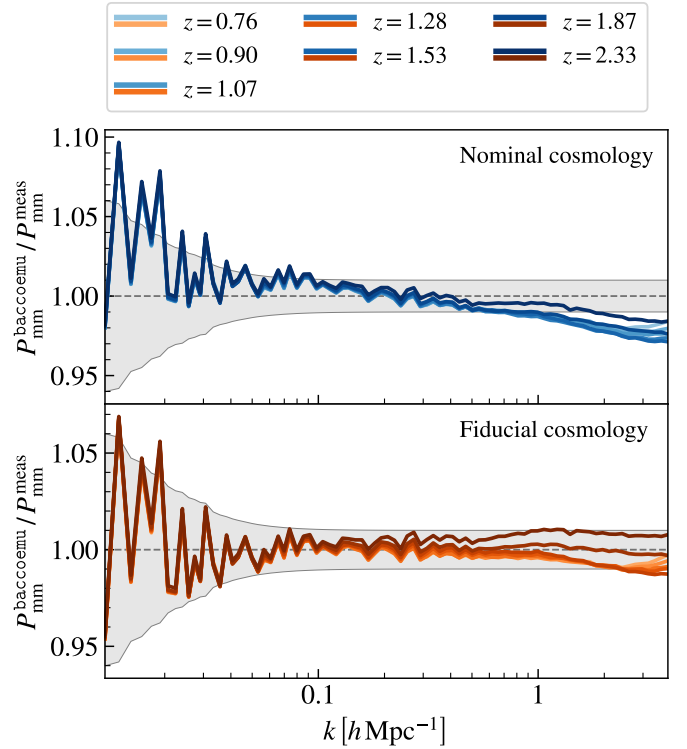 z = 0.76 z = 1.28 z = 1.87
z = 0.90 z = 1.53 z = 2.33
z = 1.07
1.10
Nominal cosmology
1.05
1.00
0.95
P_mm^baccoemu / P_mm^meas
Fiducial cosmology
1.05
1.00
0.95
P_mm^baccoemu / P_mm^meas
0.1 1
k [h Mpc⁻¹]